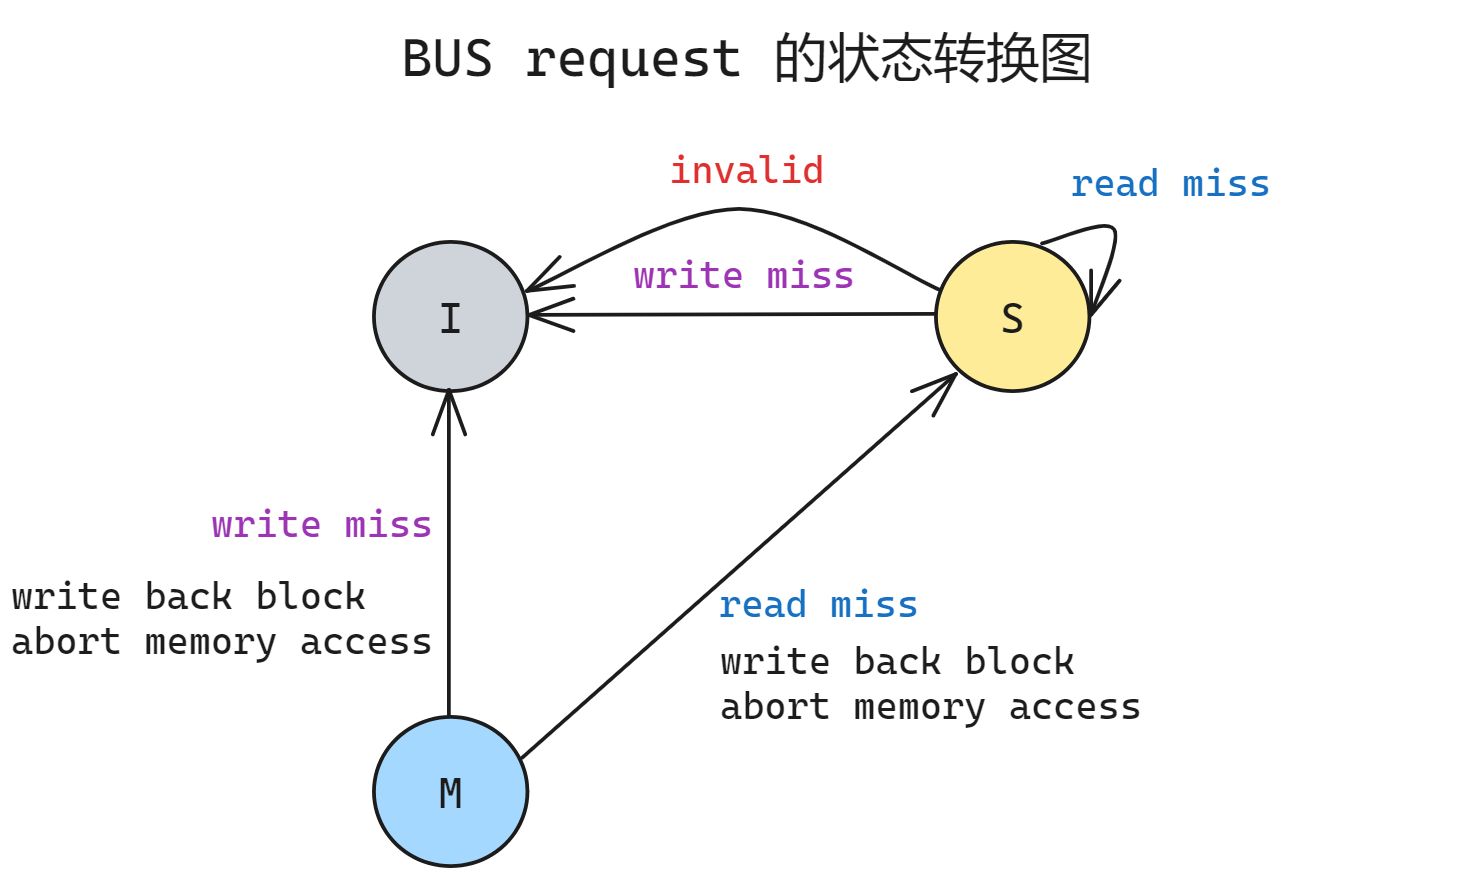 BUS request 的状态转换图
invalid
read miss
write miss
I
S
write miss
write back block
abort memory access
read miss
write back block
abort memory access
M